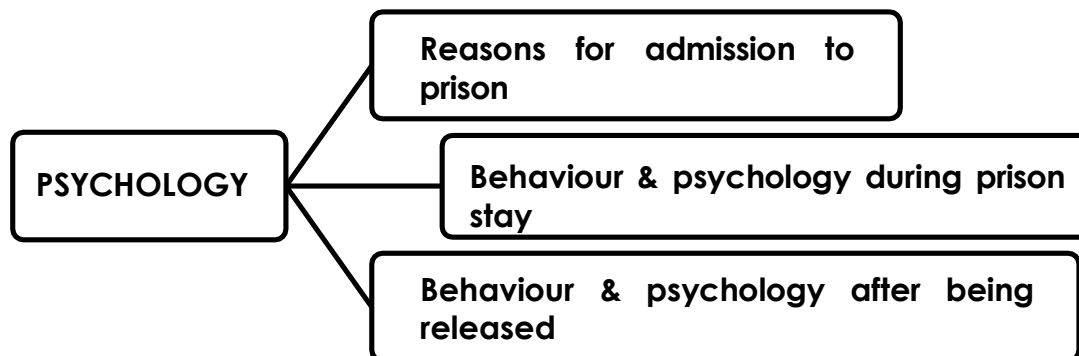 Reasons for admission to
prison
PSYCHOLOGY
Behaviour & psychology during prison
stay
Behaviour & psychology after being
released